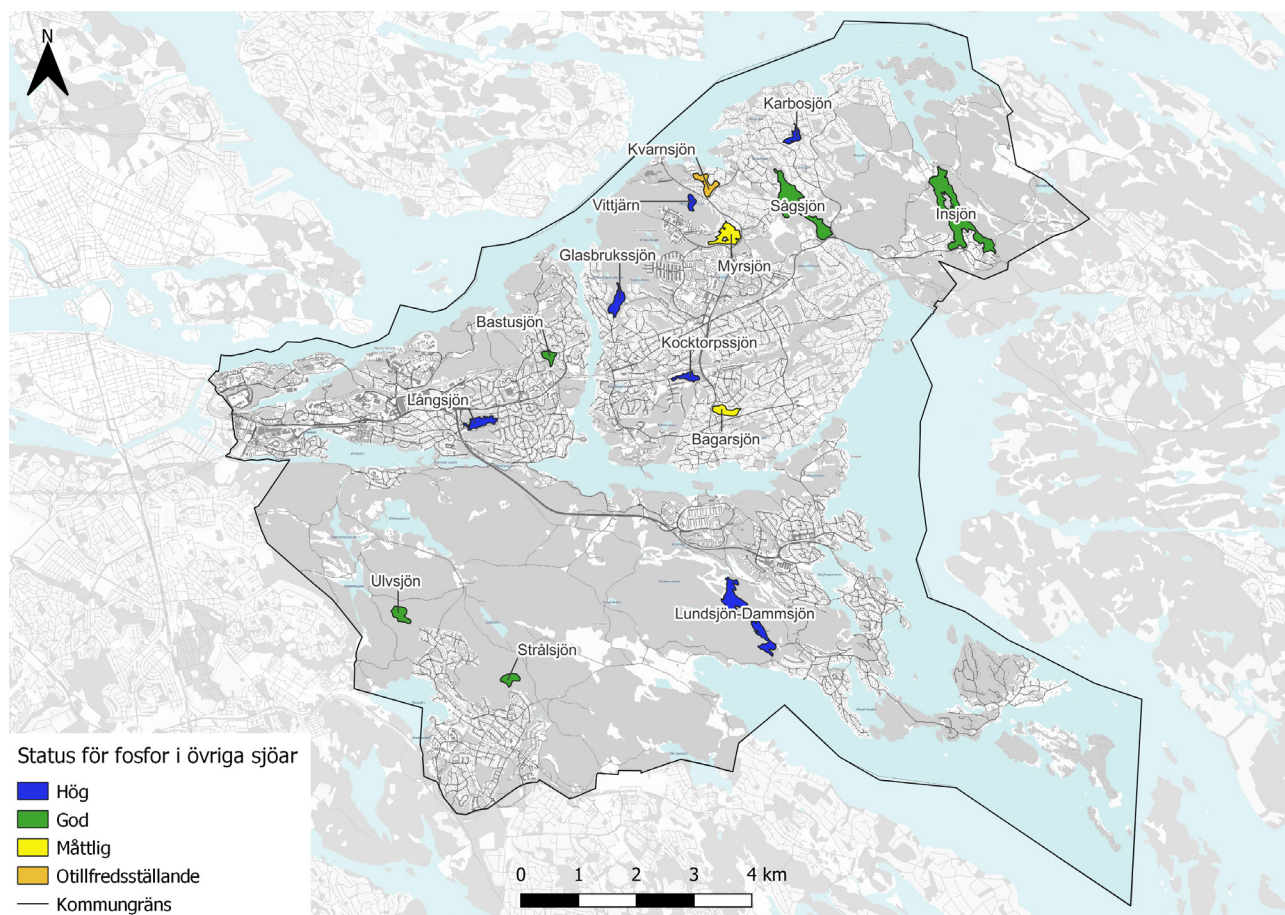 N
Karbosjön
Kvarnsjön
Vittjärn
Sågsjön
Insjön
Myrsjön
Glasbrukssjön
Bastusjön
Kocktorpssjön
Långsjön
Bagarsjön
Ulvsjön
Lundsjön-Dammsjön
Strålsjön
Status för fosfor i övriga sjöar
Hög
God
Måttlig
Otillfredsställande
Kommungräns
0 1 2 3 4 km